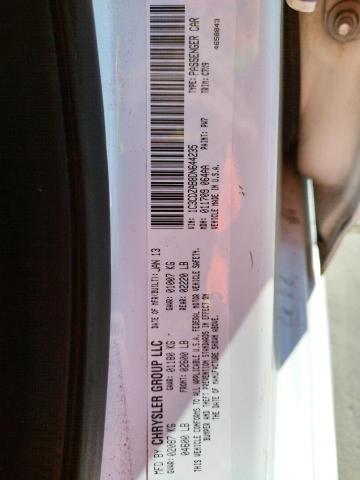 MFD BY CHRYSLER GROUP LLC DATE OF MFR/BUILT: JAN 13
GVWR: 02087 KG GAWR: 01180 KG - GAWR: 01007 KG
04600 LB FRONT: 02600 LB REAR: 02220 LB
THIS VEHICLE CONFORMS TO ALL APPLICABLE U.S.A. FEDERAL MOTOR VEHICLE SAFETY,
BUMPER AND THEFT PREVENTION STANDARDS IN EFFECT ON
THE DATE OF MANUFACTURE SHOWN ABOVE.
VIN: 1C3CDZAB8DN644235 TYPE: PASSENGER CAR
MDH: 011709 064AA PAINT: PW7 TRIM: C7X9
VEHICLE MADE IN U.S.A. 4658843